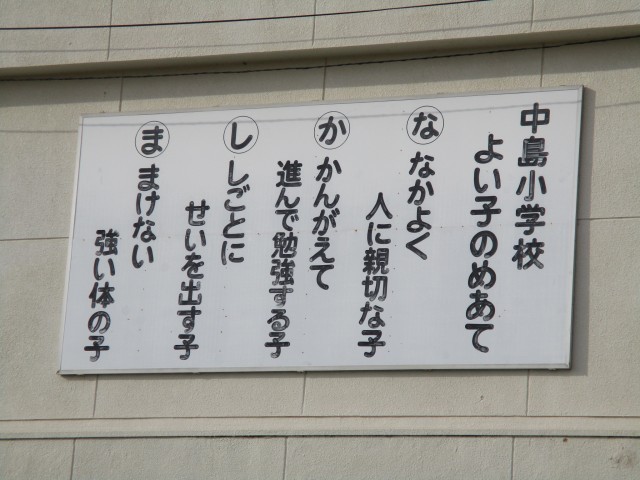 中島小学校
よい子のめあて
な なかよく
人に親切な子
か かんがえて
進んで勉強する子
し しごとに
せいを出す子
ま まけない
強い体の子